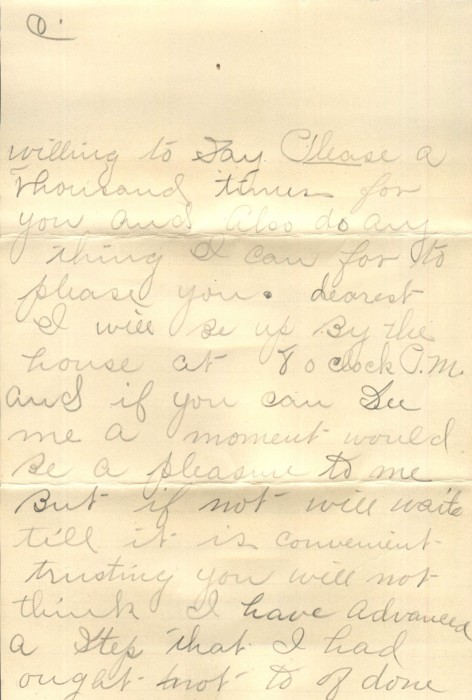 willing to Say Please a
thousand times for
you and Also do any
thing I can for to
please you. dearest
I will Be up By the
house at 8 o clock P.M.
and if you can See
me a moment would
Be a pleasure to me
But if not will waite
till it is convenient
trusting you will not
think I have advanced
a Step that I had
ought not to of done